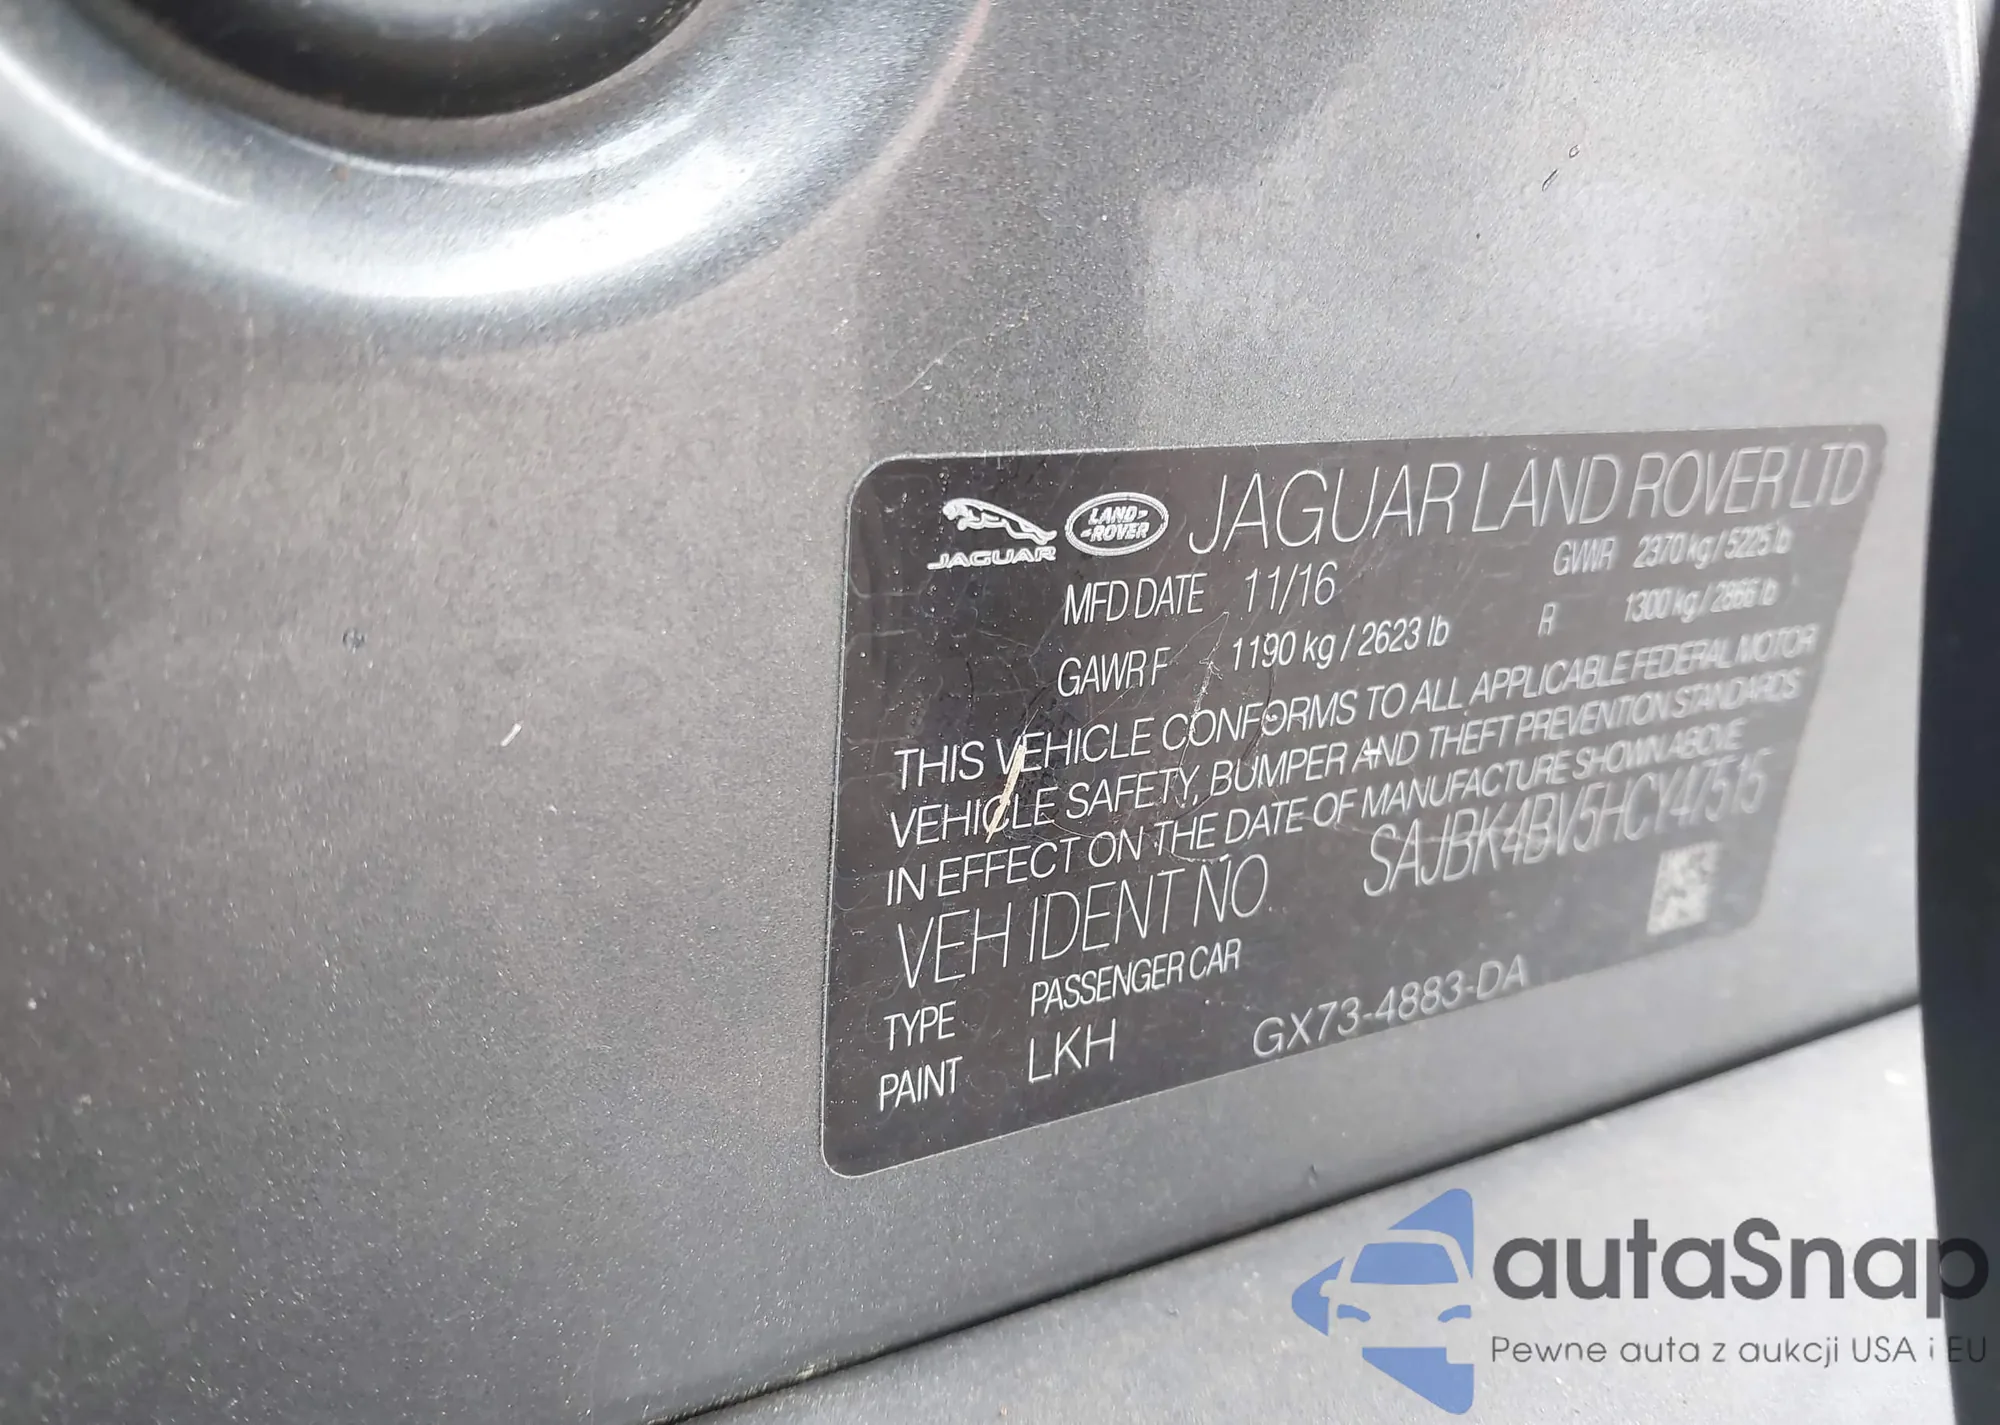 JAGUAR LAND ROVER JAGUAR LAND ROVER LTD
MFD DATE 11/16 GVWR 2370 kg / 5225 lb
GAWR F 1190 kg / 2623 lb R 1300 kg / 2866 lb
THIS VEHICLE CONFORMS TO ALL APPLICABLE FEDERAL MOTOR
VEHICLE SAFETY, BUMPER AND THEFT PREVENTION STANDARDS
IN EFFECT ON THE DATE OF MANUFACTURE SHOWN ABOVE
VEH IDENT NO SAJBK4BV5HCY47515
TYPE PASSENGER CAR
PAINT LKH GX73-4883-DA
autaSnap
Pewne auta z aukcji USA i EU